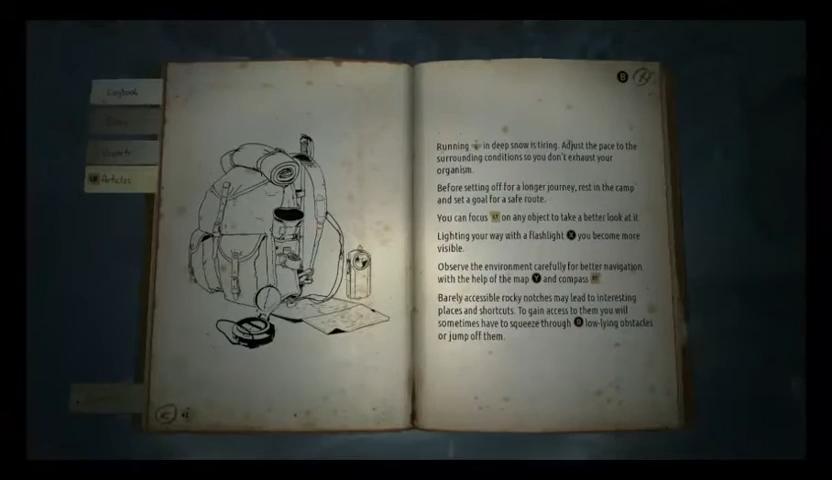 Logbook
Articles
B
Running in deep snow is tiring. Adjust the pace to the
surrounding conditions so you don't exhaust your
organism.
Before setting off for a longer journey, rest in the camp
and set a goal for a safe route.
You can focus on any object to take a better look at it.
Lighting your way with a flashlight X you become more
visible.
Observe the environment carefully for better navigation
with the help of the map Y and compass
Barely accessible rocky notches may lead to interesting
places and shortcuts. To gain access to them you will
sometimes have to squeeze through B low-lying obstacles
or jump off them.